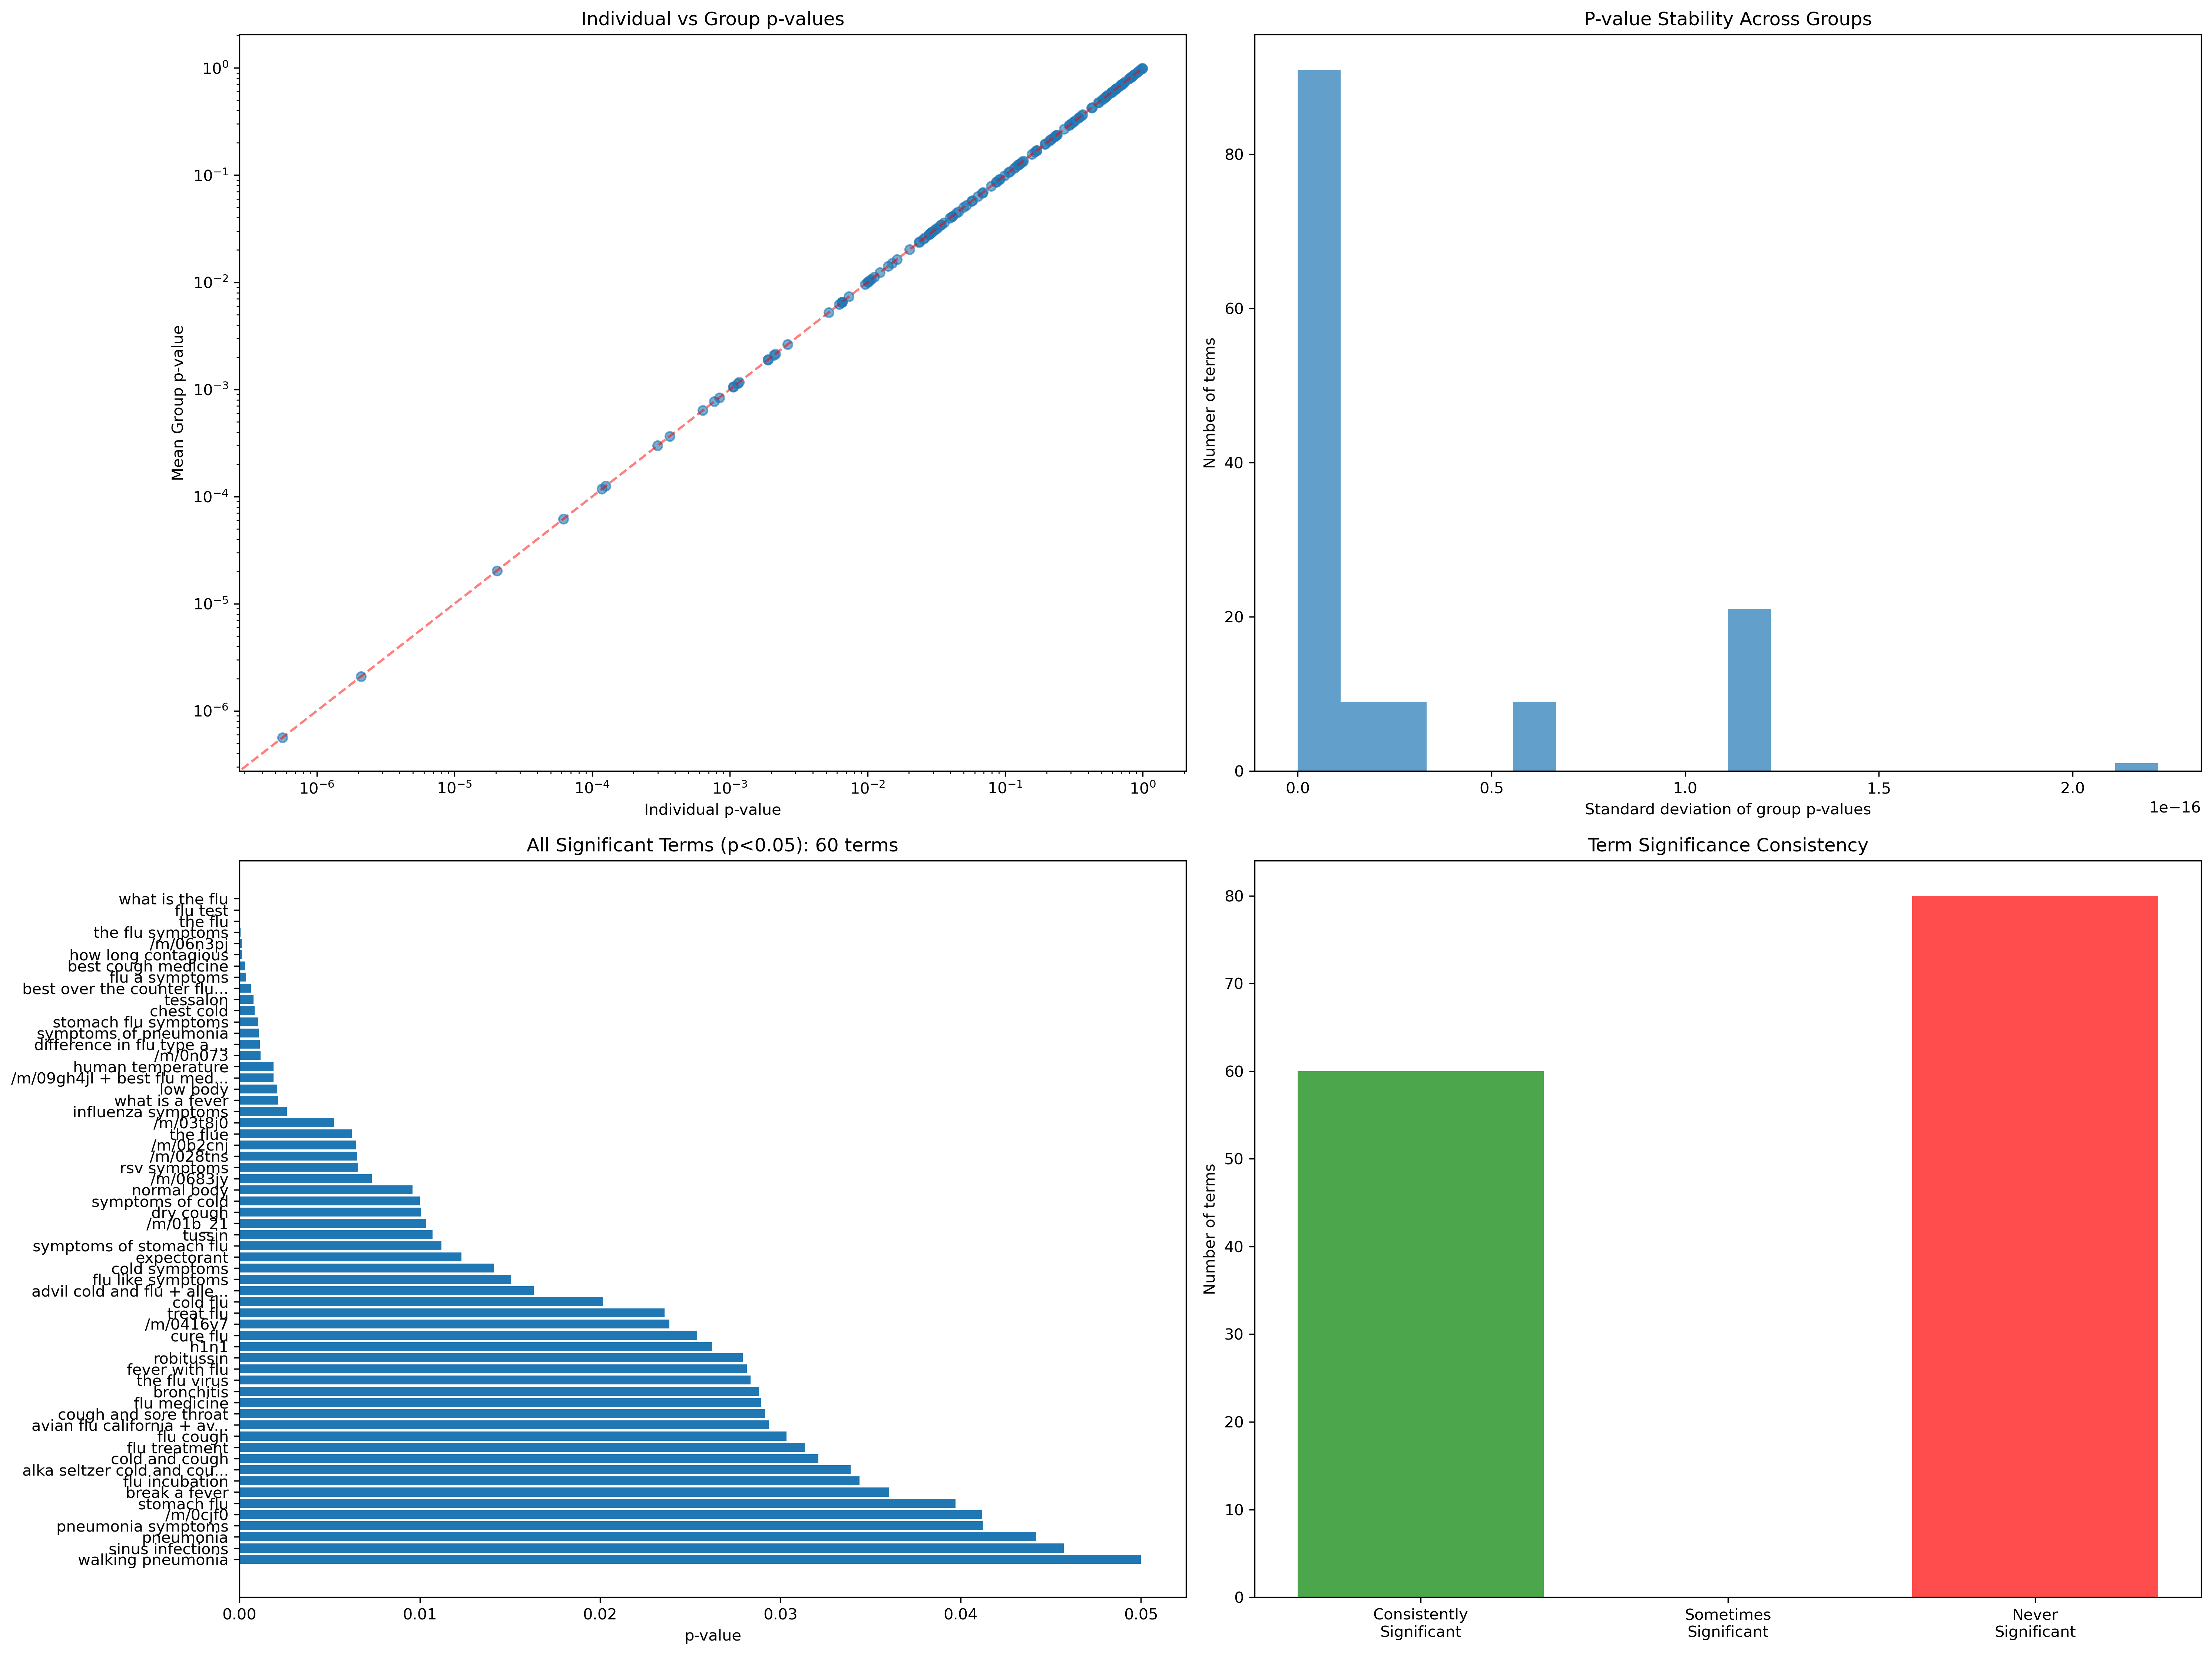 Individual vs Group p-values
Mean Group p-value
10⁰
10⁻¹
10⁻²
10⁻³
10⁻⁴
10⁻⁵
10⁻⁶
10⁻⁶ 10⁻⁵ 10⁻⁴ 10⁻³ 10⁻² 10⁻¹ 10⁰
Individual p-value
P-value Stability Across Groups
Number of terms
80
60
40
20
0
0.0 0.5 1.0 1.5 2.0
1e−16
Standard deviation of group p-values
All Significant Terms (p<0.05): 60 terms
what is the flu
flu test
the flu
the flu symptoms
/m/06n3pj
how long contagious
best cough medicine
flu a symptoms
best over the counter flu...
tessalon
chest cold
stomach flu symptoms
symptoms of pneumonia
difference in flu type a ...
/m/0n073
human temperature
/m/09gh4jl + best flu med...
low body
what is a fever
influenza symptoms
/m/03t8j0
the flue
/m/0b2cnj
/m/028tns
rsv symptoms
/m/0683jv
normal body
symptoms of cold
dry cough
/m/01b_21
tussin
symptoms of stomach flu
expectorant
cold symptoms
flu like symptoms
advil cold and flu + alle...
cold flu
treat flu
/m/0416y7
cure flu
h1n1
robitussin
fever with flu
the flu virus
bronchitis
flu medicine
cough and sore throat
avian flu california + av...
flu cough
flu treatment
cold and cough
alka seltzer cold and cou...
flu incubation
break a fever
stomach flu
/m/0cjf0
pneumonia symptoms
pneumonia
sinus infections
walking pneumonia
0.00 0.01 0.02 0.03 0.04 0.05
p-value
Term Significance Consistency
Number of terms
80
70
60
50
40
30
20
10
0
Consistently
Significant
Sometimes
Significant
Never
Significant